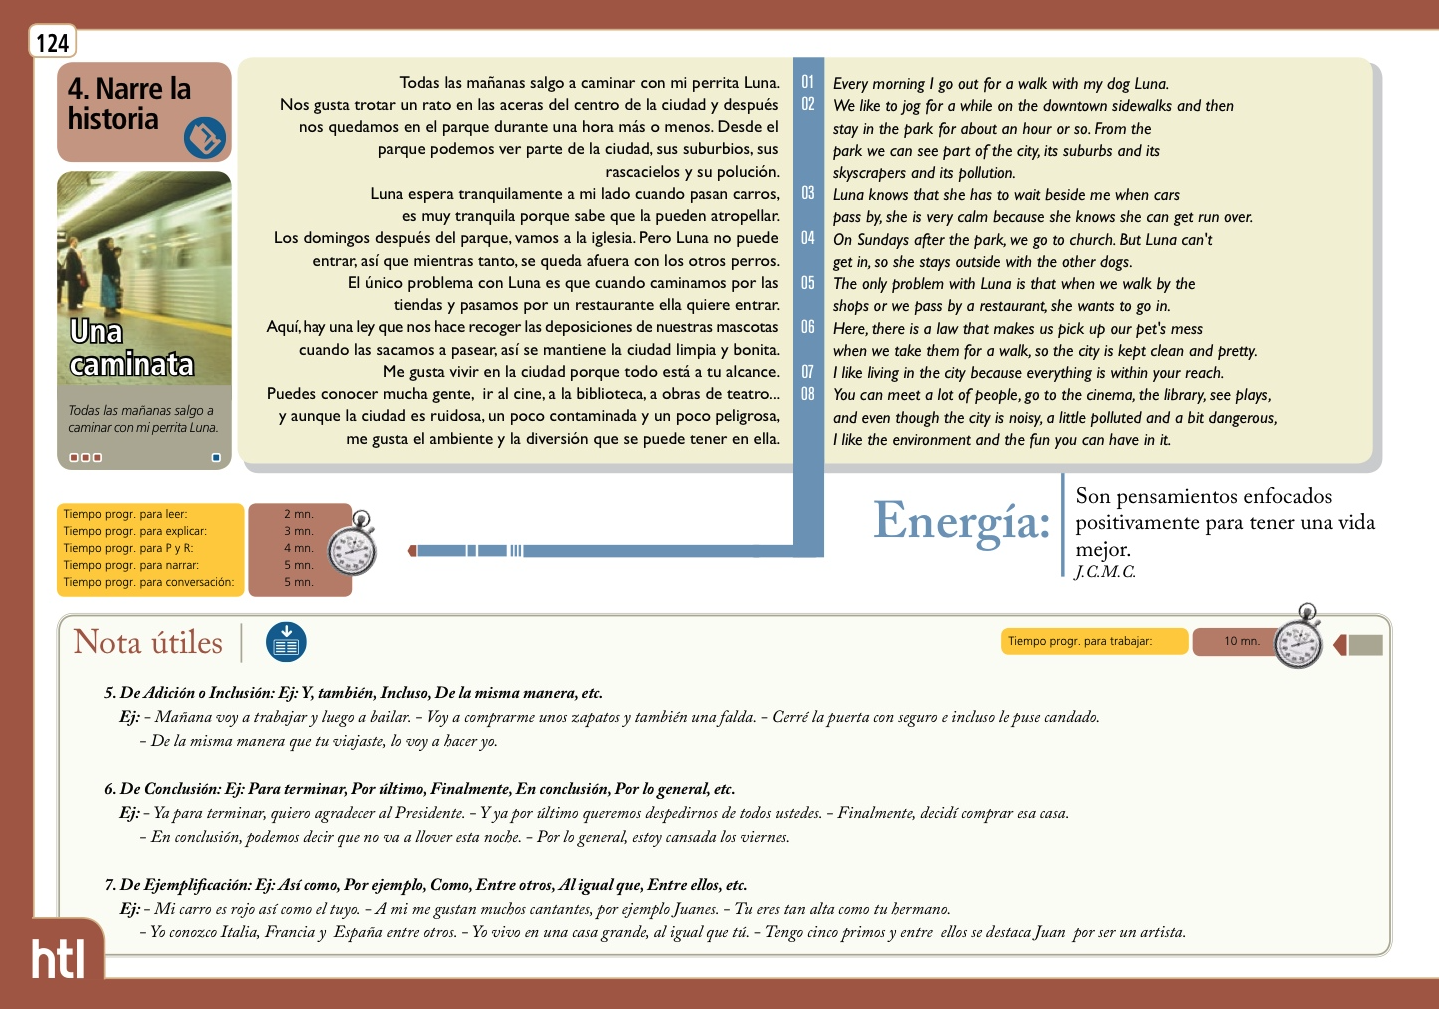 124
4. Narre la
historia
Una
caminata
Todas las mañanas salgo a
caminar con mi perrita Luna.
Todas las mañanas salgo a caminar con mi perrita Luna.
Nos gusta trotar un rato en las aceras del centro de la ciudad y después
nos quedamos en el parque durante una hora más o menos. Desde el
parque podemos ver parte de la ciudad, sus suburbios, sus
rascacielos y su polución.
Luna espera tranquilamente a mi lado cuando pasan carros,
es muy tranquila porque sabe que la pueden atropellar.
Los domingos después del parque, vamos a la iglesia. Pero Luna no puede
entrar, así que mientras tanto, se queda afuera con los otros perros.
El único problema con Luna es que cuando caminamos por las
tiendas y pasamos por un restaurante ella quiere entrar.
Aquí, hay una ley que nos hace recoger las deposiciones de nuestras mascotas
cuando las sacamos a pasear, así se mantiene la ciudad limpia y bonita.
Me gusta vivir en la ciudad porque todo está a tu alcance.
Puedes conocer mucha gente, ir al cine, a la biblioteca, a obras de teatro...
y aunque la ciudad es ruidosa, un poco contaminada y un poco peligrosa,
me gusta el ambiente y la diversión que se puede tener en ella.
01
02
03
04
05
06
07
08
Every morning I go out for a walk with my dog Luna.
We like to jog for a while on the downtown sidewalks and then
stay in the park for about an hour or so. From the
park we can see part of the city, its suburbs and its
skyscrapers and its pollution.
Luna knows that she has to wait beside me when cars
pass by, she is very calm because she knows she can get run over.
On Sundays after the park, we go to church. But Luna can't
get in, so she stays outside with the other dogs.
The only problem with Luna is that when we walk by the
shops or we pass by a restaurant, she wants to go in.
Here, there is a law that makes us pick up our pet's mess
when we take them for a walk, so the city is kept clean and pretty.
I like living in the city because everything is within your reach.
You can meet a lot of people, go to the cinema, the library, see plays,
and even though the city is noisy, a little polluted and a bit dangerous,
I like the environment and the fun you can have in it.
Tiempo progr. para leer: 2 mn.
Tiempo progr. para explicar: 3 mn.
Tiempo progr. para P y R: 4 mn.
Tiempo progr. para narrar: 5 mn.
Tiempo progr. para conversación: 5 mn.
Energía:
Son pensamientos enfocados
positivamente para tener una vida
mejor.
J.C.M.C.
Nota útiles
Tiempo progr. para trabajar: 10 mn.
5. De Adición o Inclusión: Ej: Y, también, Incluso, De la misma manera, etc.
Ej: - Mañana voy a trabajar y luego a bailar. - Voy a comprarme unos zapatos y también una falda. - Cerré la puerta con seguro e incluso le puse candado.
- De la misma manera que tu viajaste, lo voy a hacer yo.
6. De Conclusión: Ej: Para terminar, Por último, Finalmente, En conclusión, Por lo general, etc.
Ej: - Ya para terminar, quiero agradecer al Presidente. - Y ya por último queremos despedirnos de todos ustedes. - Finalmente, decidí comprar esa casa.
- En conclusión, podemos decir que no va a llover esta noche. - Por lo general, estoy cansada los viernes.
7. De Ejemplificación: Ej: Así como, Por ejemplo, Como, Entre otros, Al igual que, Entre ellos, etc.
Ej: - Mi carro es rojo así como el tuyo. - A mi me gustan muchos cantantes, por ejemplo Juanes. - Tu eres tan alta como tu hermano.
- Yo conozco Italia, Francia y España entre otros. - Yo vivo en una casa grande, al igual que tú. - Tengo cinco primos y entre ellos se destaca Juan por ser un artista.
htl